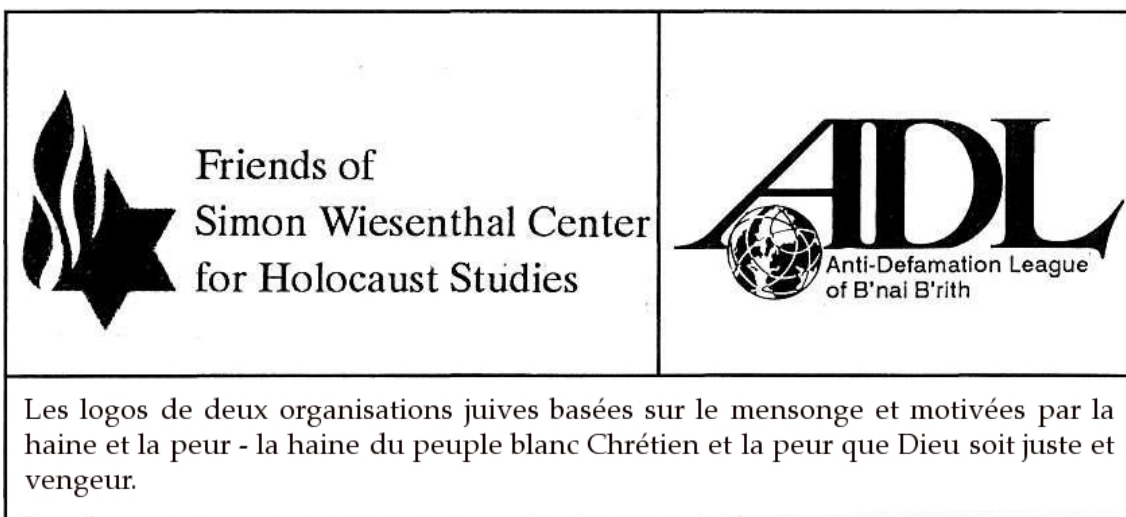 Friends of
Simon Wiesenthal Center
for Holocaust Studies
ADL
Anti-Defamation League
of B'nai B'rith
Les logos de deux organisations juives basées sur le mensonge et motivées par la
haine et la peur - la haine du peuple blanc Chrétien et la peur que Dieu soit juste et
vengeur.